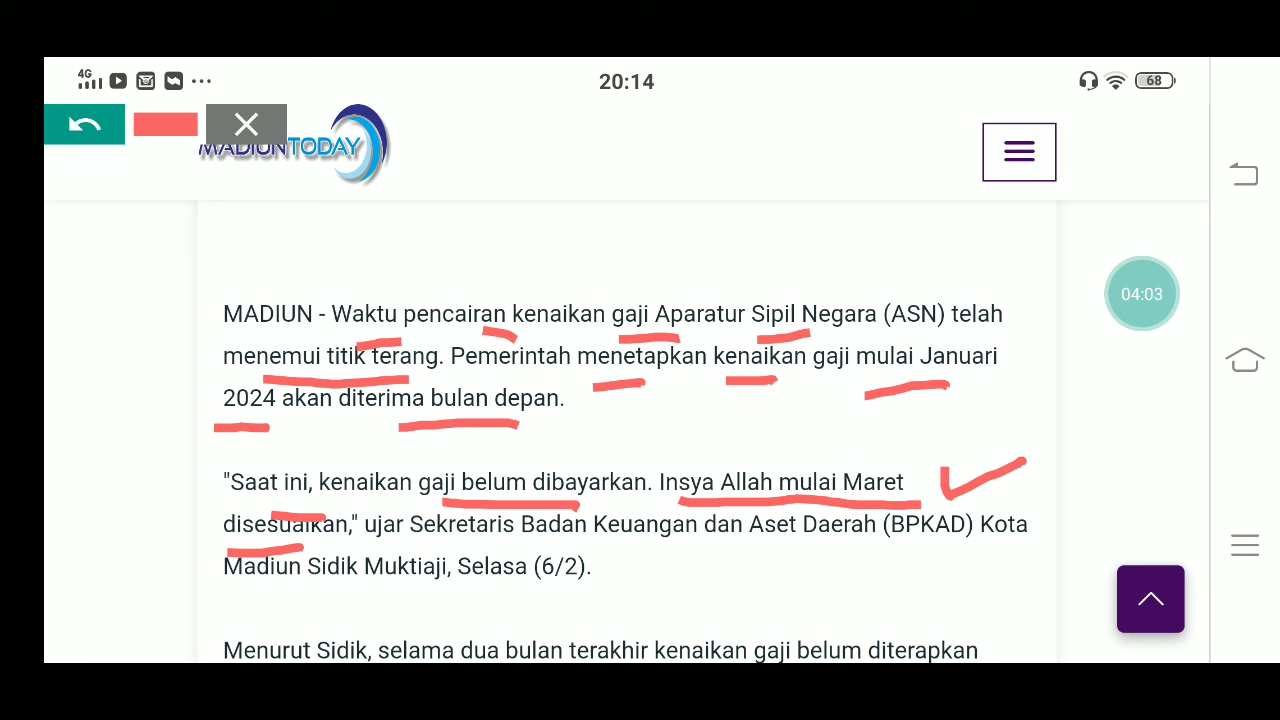 4G
20:14
68
MADIUNTODAY
04:03
MADIUN - Waktu pencairan kenaikan gaji Aparatur Sipil Negara (ASN) telah
menemui titik terang. Pemerintah menetapkan kenaikan gaji mulai Januari
2024 akan diterima bulan depan.
"Saat ini, kenaikan gaji belum dibayarkan. Insya Allah mulai Maret
disesuaikan," ujar Sekretaris Badan Keuangan dan Aset Daerah (BPKAD) Kota
Madiun Sidik Muktiaji, Selasa (6/2).
Menurut Sidik, selama dua bulan terakhir kenaikan gaji belum diterapkan